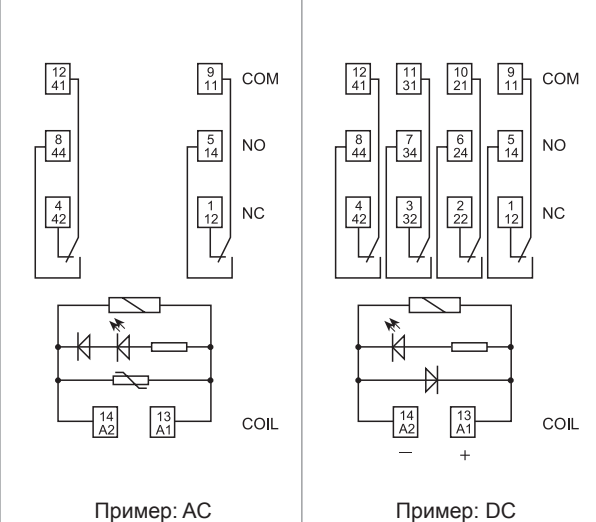 12 9 COM 12 11 10 9 COM
41 11 41 31 21 11
8 5 NO 8 7 6 5 NO
44 14 44 34 24 14
4 1 NC 4 3 2 1 NC
42 12 42 32 22 12
14 13 COIL 14 13 COIL
A2 A1 A2 A1
— +
Пример: AC Пример: DC